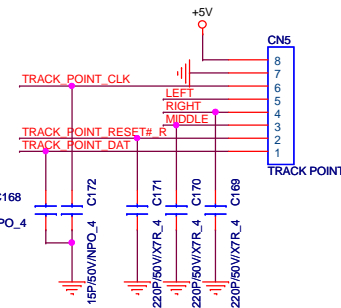 +5V
CN5
8
7
TRACK_POINT_CLK 6
LEFT 5
RIGHT 4
MIDDLE 3
TRACK_POINT_RESET#_R 2
TRACK_POINT_DAT 1
TRACK POINT
C168
C172
C171
C170
C169
PO_4
15P/50V/NPO_4
220P/50V/X7R_4
220P/50V/X7R_4
220P/50V/X7R_4